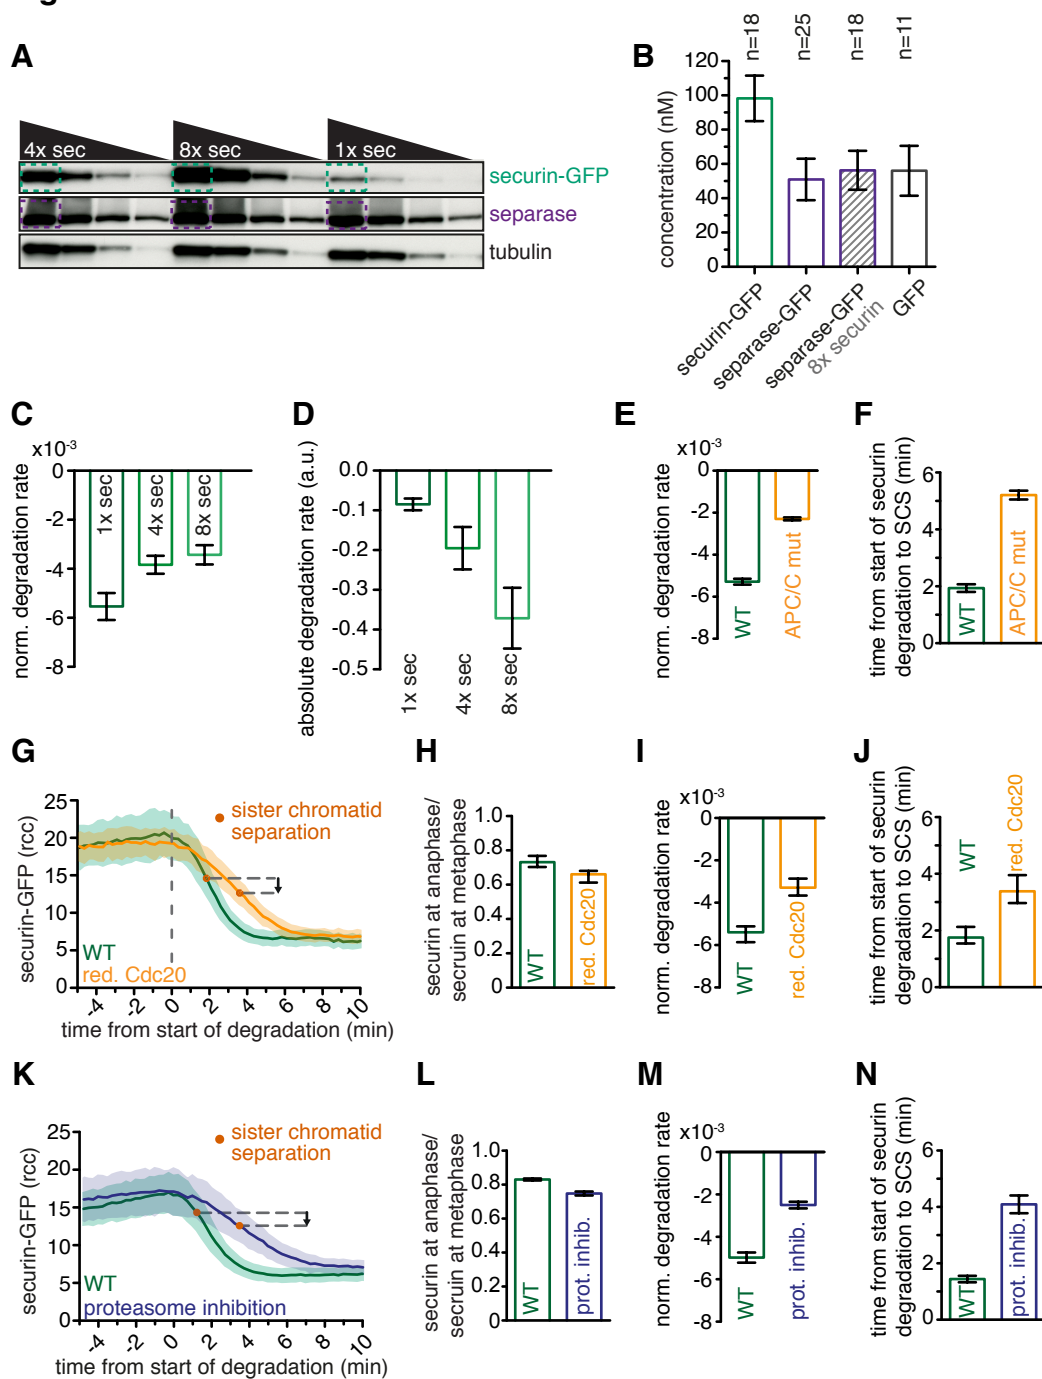 A
4x sec
8x sec
1x sec
securin-GFP
separase
tubulin
B
n=18
n=25
n=18
n=11
concentration (nM)
120
100
80
60
40
20
0
securin-GFP
separase-GFP
separase-GFP
8x securin
GFP
C
x10-3
norm. degradation rate
0
-2
-4
-6
-8
1x sec
4x sec
8x sec
D
absolute degradation rate (a.u.)
0.0
-0.1
-0.2
-0.3
-0.4
-0.5
1x sec
4x sec
8x sec
E
x10-3
norm. degradation rate
0
-2
-4
-6
-8
WT
APC/C mut
F
time from start of securin
degradation to SCS (min)
6
4
2
0
WT
APC/C mut
G
securin-GFP (rcc)
25
20
15
10
5
0
sister chromatid
separation
WT
red. Cdc20
-4
-2
0
2
4
6
8
10
time from start of degradation (min)
H
securin at anaphase/
secruin at metaphase
1.0
0.8
0.6
0.4
0.2
0
WT
red. Cdc20
I
x10-3
norm. degradation rate
0
-2
-4
-6
-8
WT
red. Cdc20
J
time from start of securin
degradation to SCS (min)
6
4
2
0
WT
red. Cdc20
K
securin-GFP (rcc)
25
20
15
10
5
0
sister chromatid
separation
WT
proteasome inhibition
-4
-2
0
2
4
6
8
10
time from start of degradation (min)
L
securin at anaphase/
secruin at metaphase
1.0
0.8
0.6
0.4
0.2
0
WT
prot. inhib.
M
x10-3
norm. degradation rate
0
-2
-4
-6
-8
WT
prot. inhib.
N
time from start of securin
degradation to SCS (min)
6
4
2
0
WT
prot. inhib.